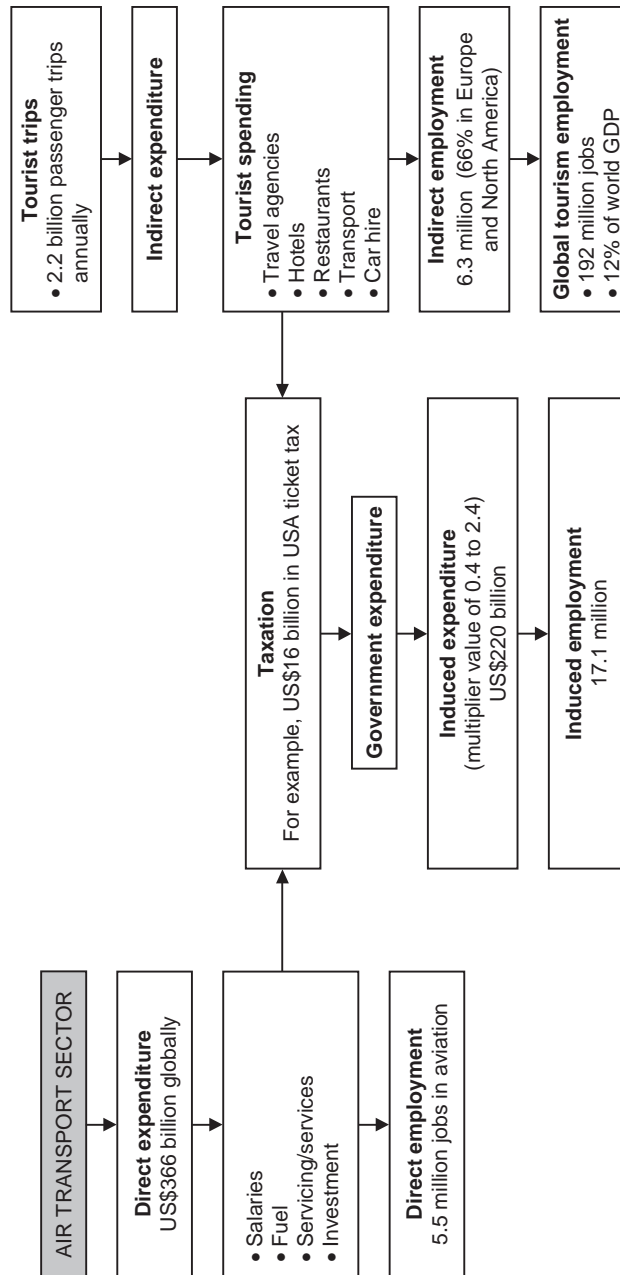 AIR TRANSPORT SECTOR
Direct expenditure
US$366 billion globally
• Salaries
• Fuel
• Servicing/services
• Investment
Direct employment
5.5 million jobs in aviation
Taxation
For example, US$16 billion in USA ticket tax
Government expenditure
Induced expenditure
(multiplier value of 0.4 to 2.4)
US$220 billion
Induced employment
17.1 million
Tourist trips
• 2.2 billion passenger trips
annually
Indirect expenditure
Tourist spending
• Travel agencies
• Hotels
• Restaurants
• Transport
• Car hire
Indirect employment
6.3 million (66% in Europe
and North America)
Global tourism employment
• 192 million jobs
• 12% of world GDP